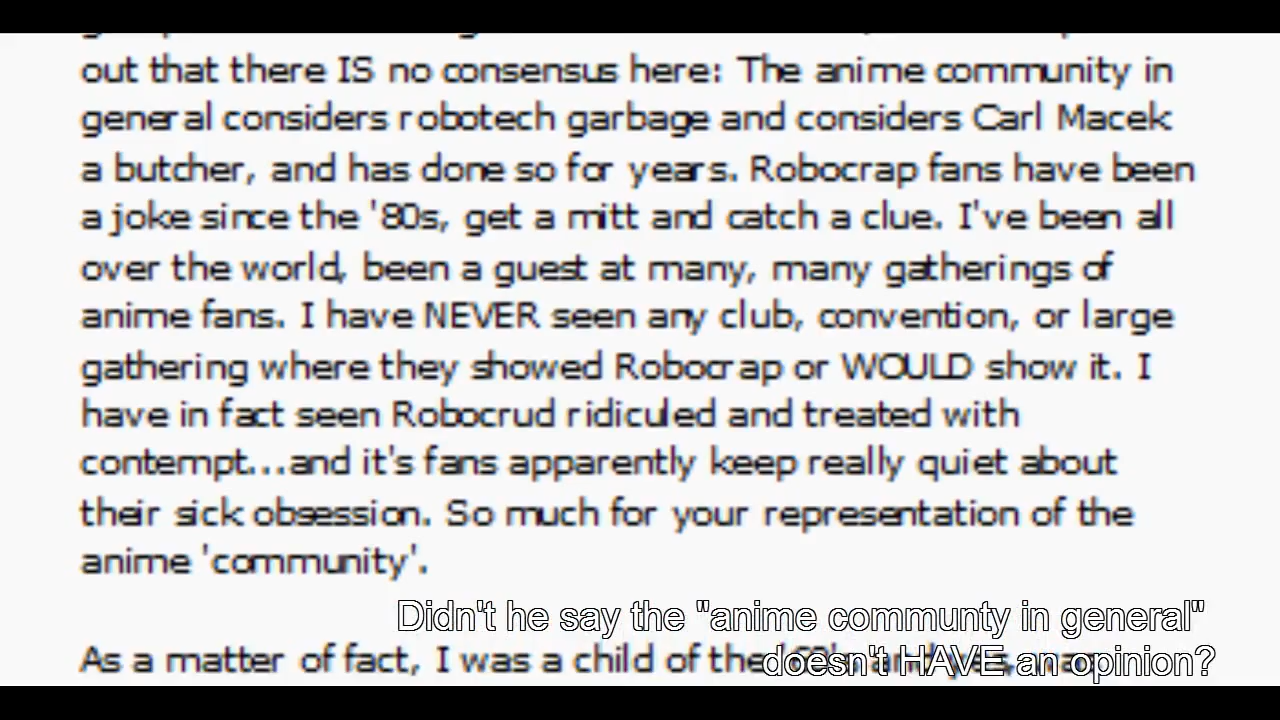 out that there IS no consensus here: The anime community in
general considers robotech garbage and considers Carl Macek
a butcher, and has done so for years. Robocrap fans have been
a joke since the '80s, get a mitt and catch a clue. I've been all
over the world, been a guest at many, many gatherings of
anime fans. I have NEVER seen any club, convention, or large
gathering where they showed Robocrap or WOULD show it. I
have in fact seen Robocrud ridiculed and treated with
contempt...and it's fans apparently keep really quiet about
their sick obsession. So much for your representation of the
anime 'community'.
Didn't he say the "anime communty in general"
doesn't HAVE an opinion?
As a matter of fact, I was a child of the